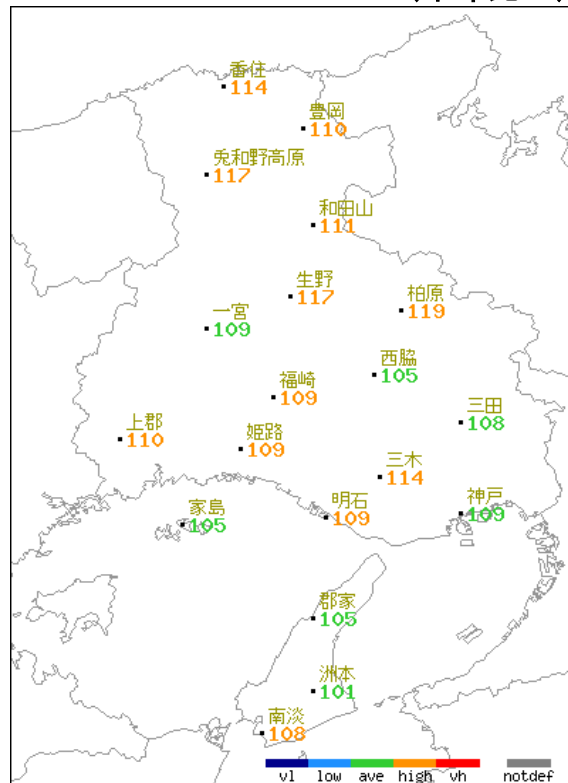 香住
114
豊岡
110
兎和野高原
117
和田山
111
生野
117
柏原
119
一宮
109
西脇
105
福崎
109
三田
108
上郡
110
姫路
109
三木
114
家島
105
明石
109
神戸
109
郡家
105
洲本
101
南淡
108
vl low ave high vh notdef